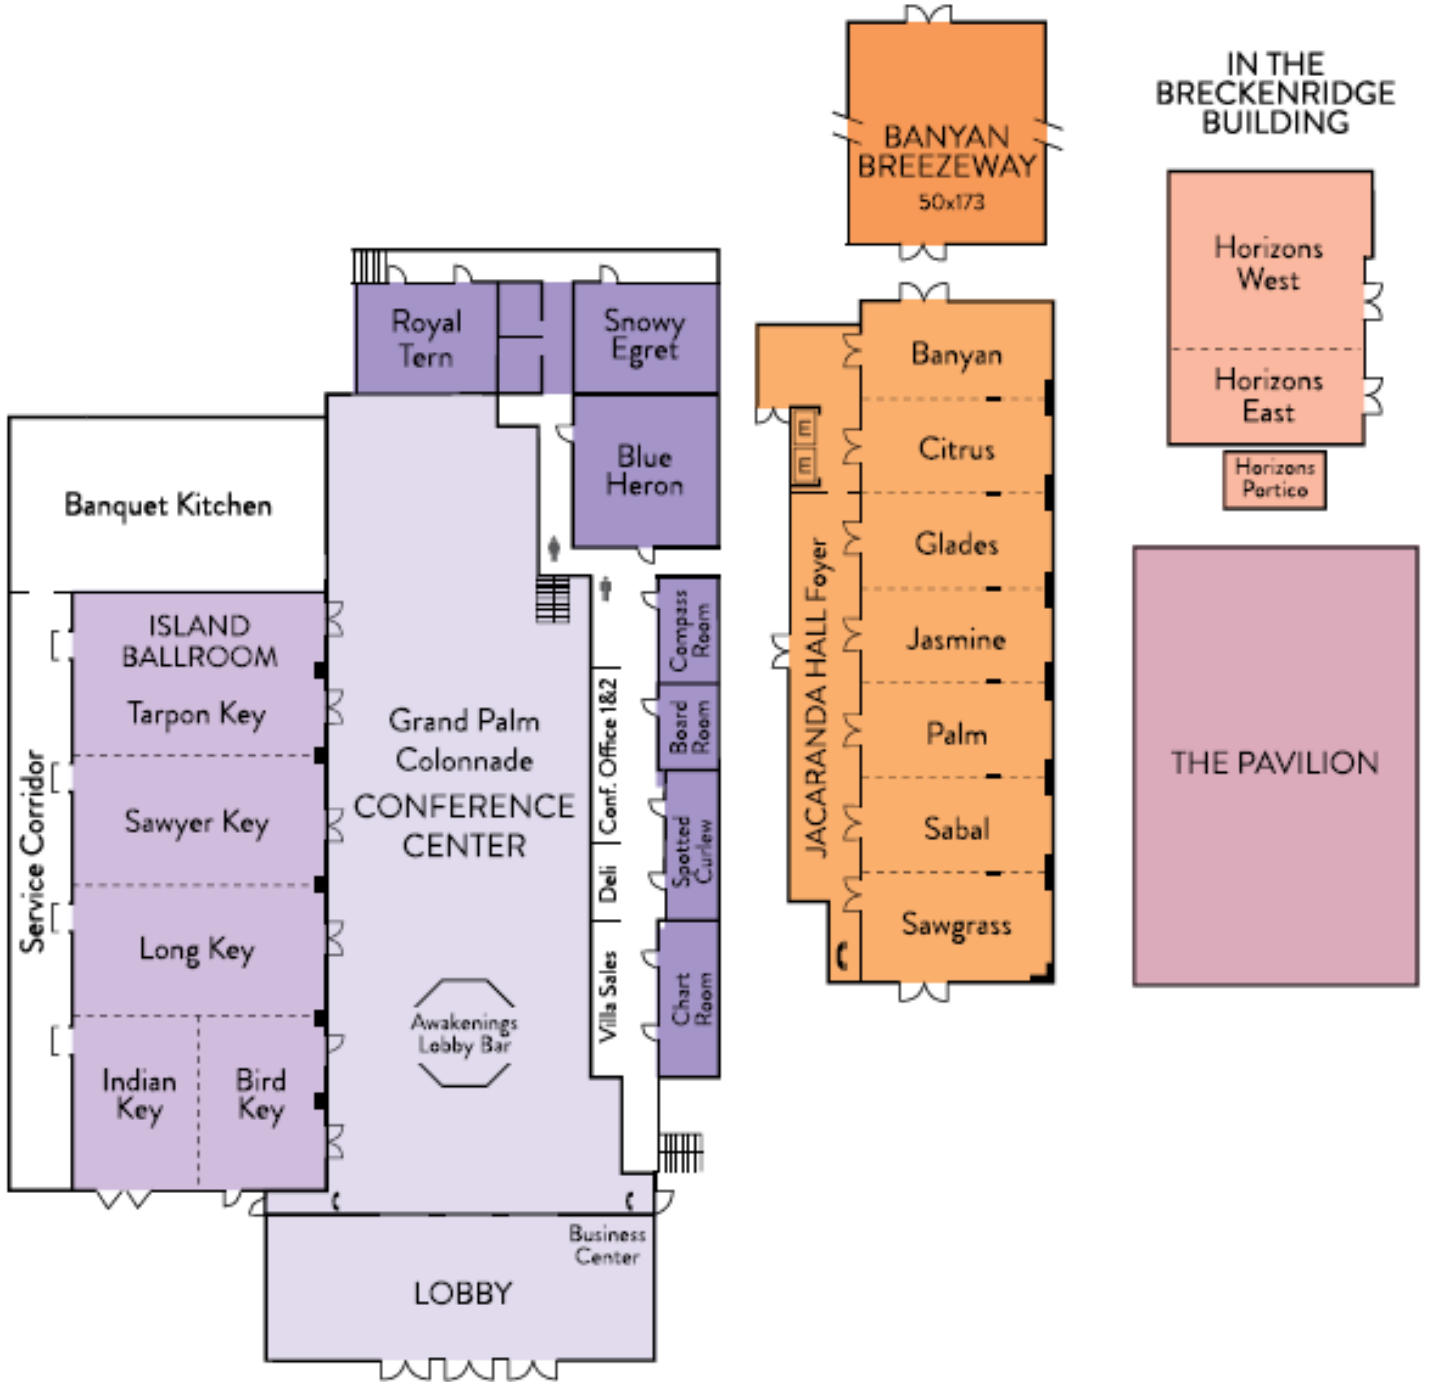 BANYAN
BREEZEWAY
50x173
IN THE
BRECKENRIDGE
BUILDING
Horizons
West
Horizons
East
Horizons
Portico
THE PAVILION
Royal
Tern
Snowy
Egret
Blue
Heron
Banquet Kitchen
ISLAND
BALLROOM
Tarpon Key
Sawyer Key
Long Key
Indian
Key
Bird
Key
Service Corridor
Grand Palm
Colonnade
CONFERENCE
CENTER
Awakenings
Lobby Bar
Compass
Room
Board
Room
Spotted
Curlew
Chart
Room
Conf. Office 1&2
Deli
Villa Sales
Business
Center
LOBBY
Banyan
Citrus
Glades
Jasmine
Palm
Sabal
Sawgrass
JACARANDA HALL Foyer
E
E